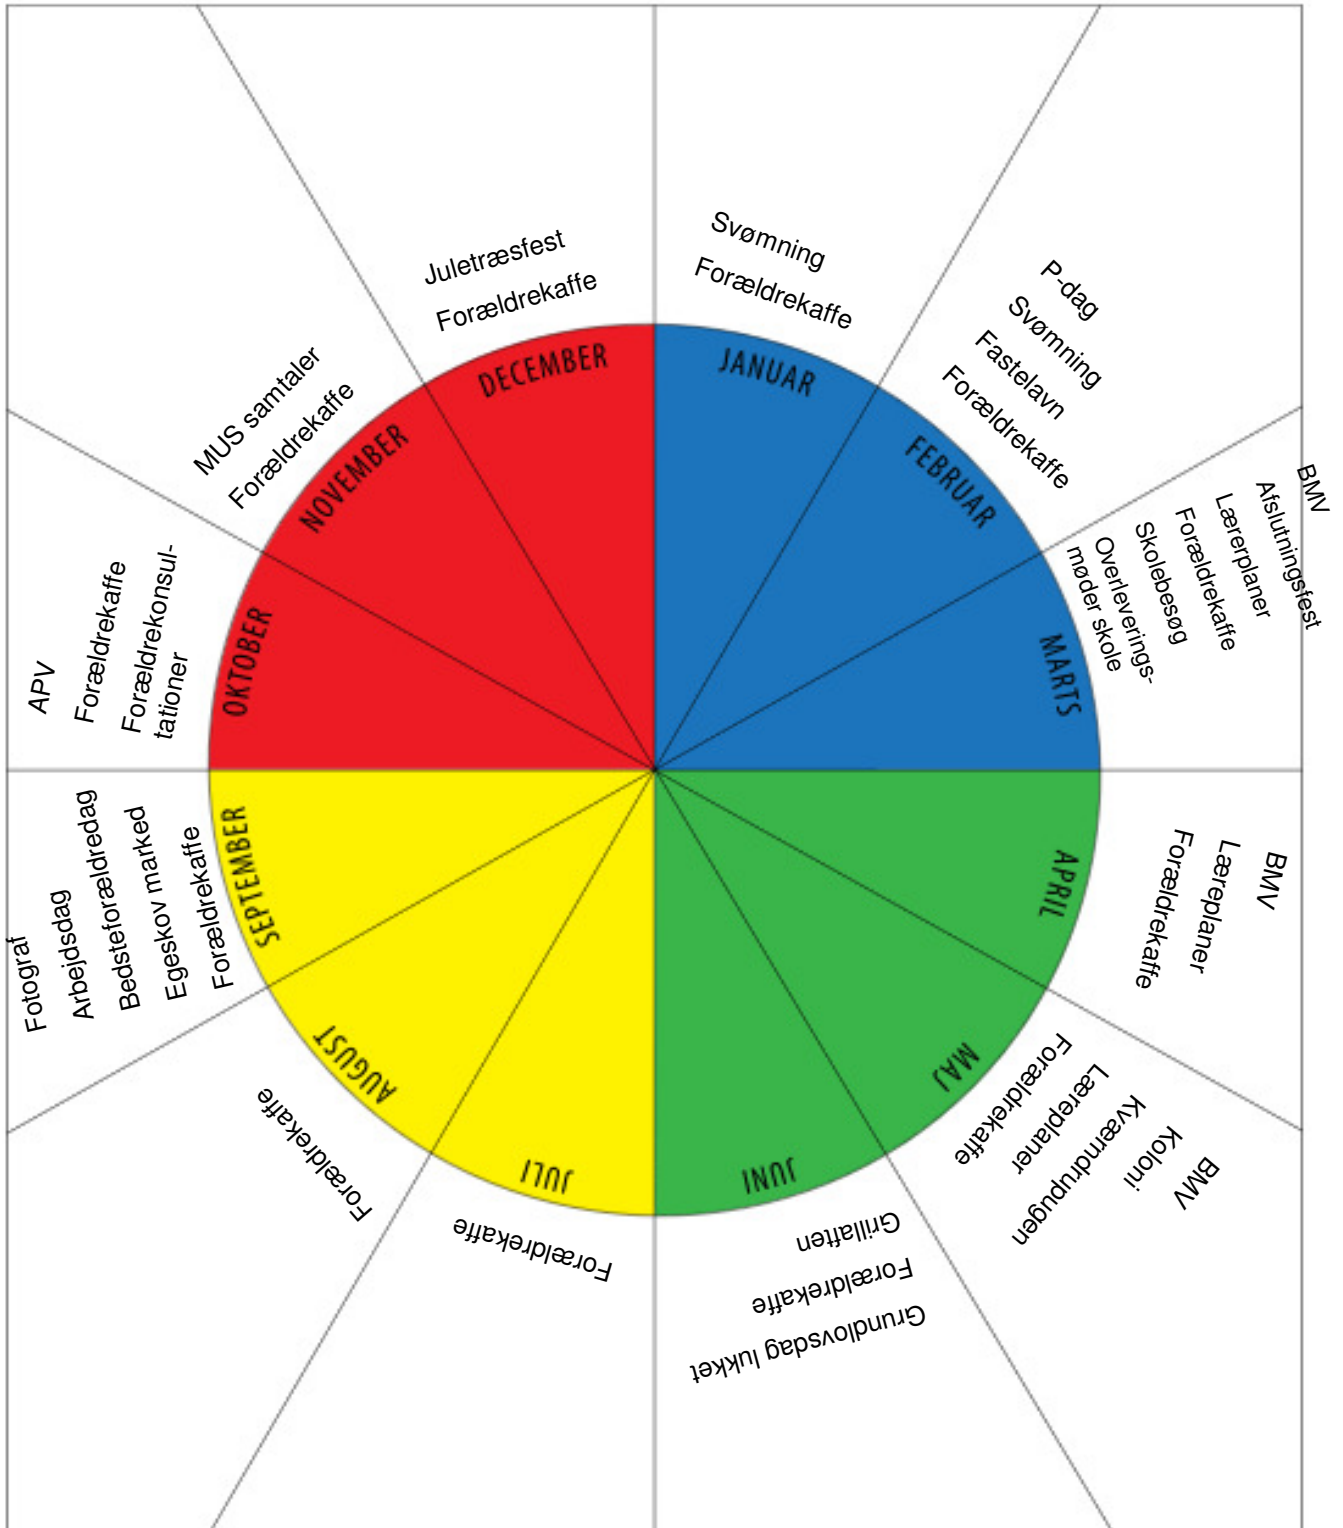 Svømning
Forældrekaffe
JANUAR
P-dag
Svømning
Fastelavn
Forældrekaffe
FEBRUAR
BMV
Afslutningsfest
Lærerplaner
Forældrekaffe
Skolebesøg
Overleverings-
møder skole
MARTS
BMV
Læreplaner
Forældrekaffe
APRIL
BMV
Koloni
Kværndrupugen
Læreplaner
Forældrekaffe
MAJ
JUNI
Grillaften
Forældrekaffe
Grundlovsdag lukket
JULI
Forældrekaffe
AUGUST
Forældrekaffe
Fotograf
Arbejdsdag
Bedsteforældredag
Egeskov marked
Forældrekaffe
SEPTEMBER
APV
Forældrekaffe
Forældrekonsul-
tationer
OKTOBER
MUS samtaler
Forældrekaffe
NOVEMBER
Juletræsfest
Forældrekaffe
DECEMBER